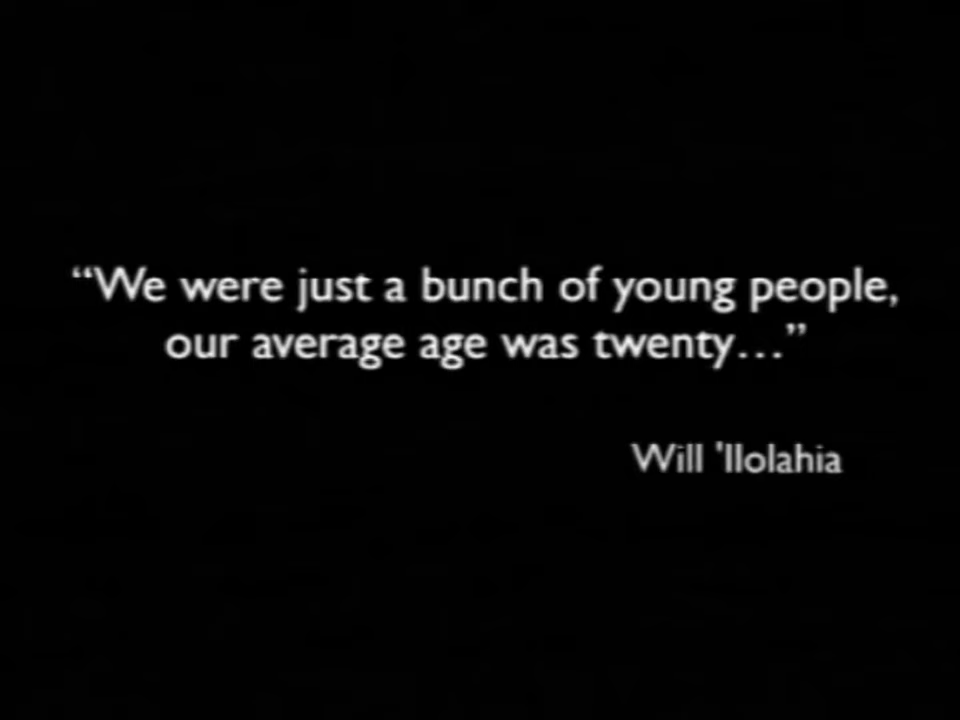 “We were just a bunch of young people,
our average age was twenty…”
Will 'Ilolahia